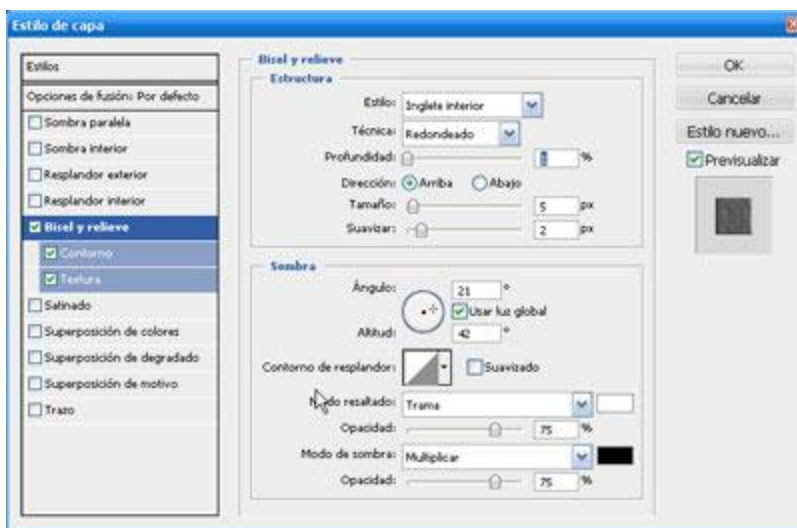 Estilo de capa
Estilos
Opciones de fusión: Por defecto
Sombra paralela
Sombra interior
Resplandor exterior
Resplandor interior
Bisel y relieve
Contorno
Textura
Satinado
Superposición de colores
Superposición de degradado
Superposición de motivo
Trazo
Bisel y relieve
Estructura
Estilo: Inglete interior
Técnica: Redondeado
Profundidad: %
Dirección: Arriba Abajo
Tamaño: 5 px
Suavizar: 2 px
Sombra
Ángulo: 21 °
Usar luz global
Altitud: 42 °
Contorno de resplandor: Suavizado
resaltado: Trama
Opacidad: 75 %
Modo de sombra: Multiplicar
Opacidad: 75 %
OK
Cancelar
Estilo nuevo...
Previsualizar